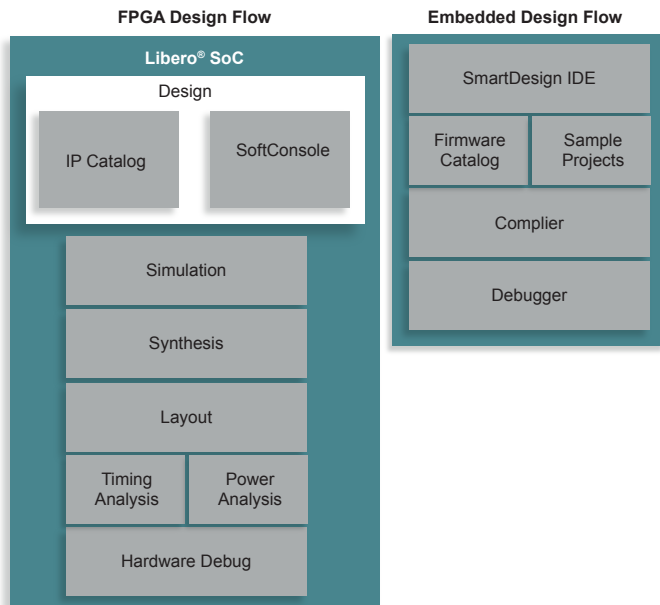 FPGA Design Flow
Libero® SoC
Design
IP Catalog
SoftConsole
Simulation
Synthesis
Layout
Timing
Analysis
Power
Analysis
Hardware Debug
Embedded Design Flow
SmartDesign IDE
Firmware
Catalog
Sample
Projects
Complier
Debugger